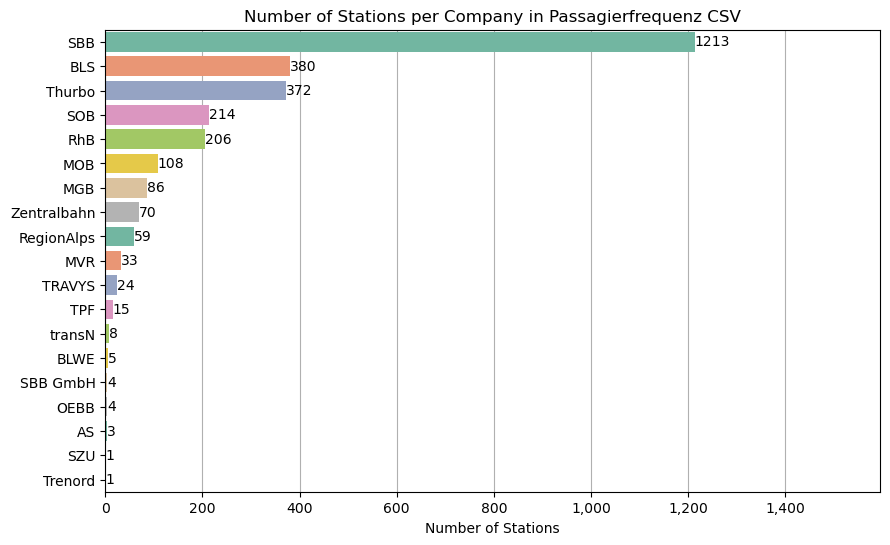 Number of Stations per Company in Passagierfrequenz CSV
SBB 1213
BLS 380
Thurbo 372
SOB 214
RhB 206
MOB 108
MGB 86
Zentralbahn 70
RegionAlps 59
MVR 33
TRAVYS 24
TPF 15
transN 8
BLWE 5
SBB GmbH 4
OEBB 4
AS 3
SZU 1
Trenord 1
0 200 400 600 800 1,000 1,200 1,400
Number of Stations